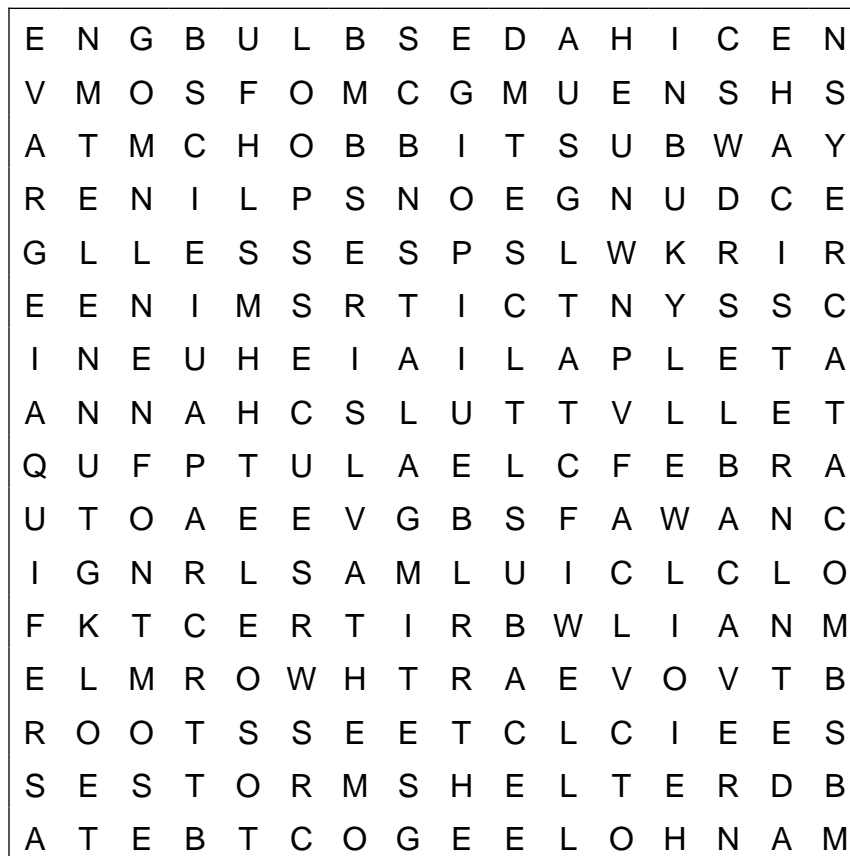 E N G B U L B S E D A H I C E N
V M O S F O M C G M U E N S H S
A T M C H O B B I T S U B W A Y
R E N I L P S N O E G N U D C E
G L L E S S E S P S L W K R I R
E E N I M S R T I C T N Y S S C
I N E U H E I A I L A P L E T A
A N N A H C S L U T T V L L E T
Q U F P T U L A E L C F E B R A
U T O A E E V G B S F A W A N C
I G N R L S A M L U I C L C L O
F K T C E R T I R B W L I A N M
E L M R O W H T R A E V O V T B
R O O T S S E E T C L C I E E S
S E S T O R M S H E L T E R D B
A T E B T C O G E E L O H N A M